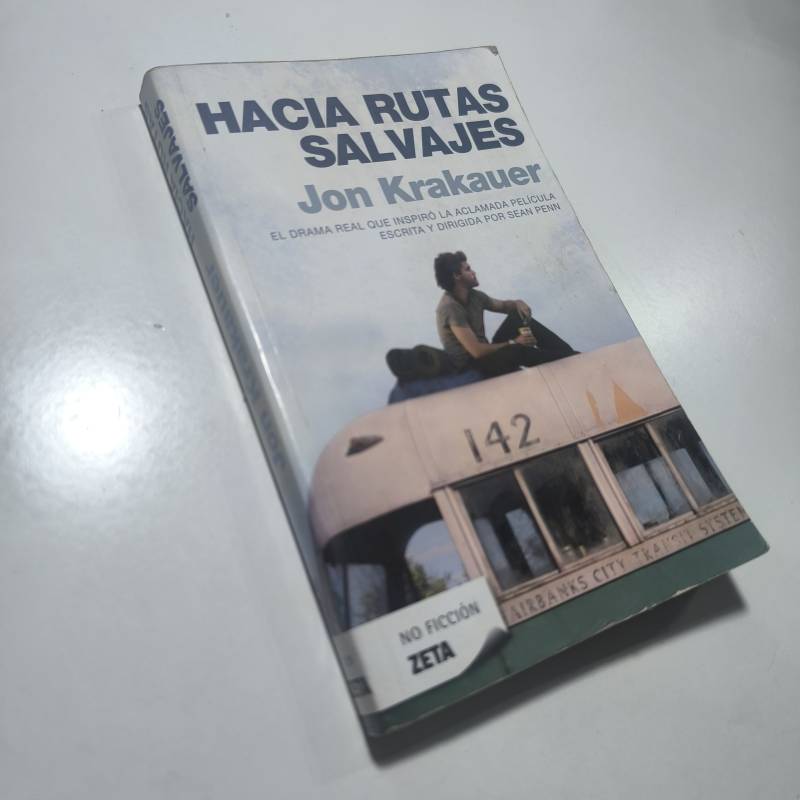 HACIA RUTAS
SALVAJES
Jon Krakauer
EL DRAMA REAL QUE INSPIRÓ LA ACLAMADA PELÍCULA
ESCRITA Y DIRIGIDA POR SEAN PENN
142
FAIRBANKS CITY TRANSIT SYSTEM
NO FICCIÓN
ZETA
SALVAJES